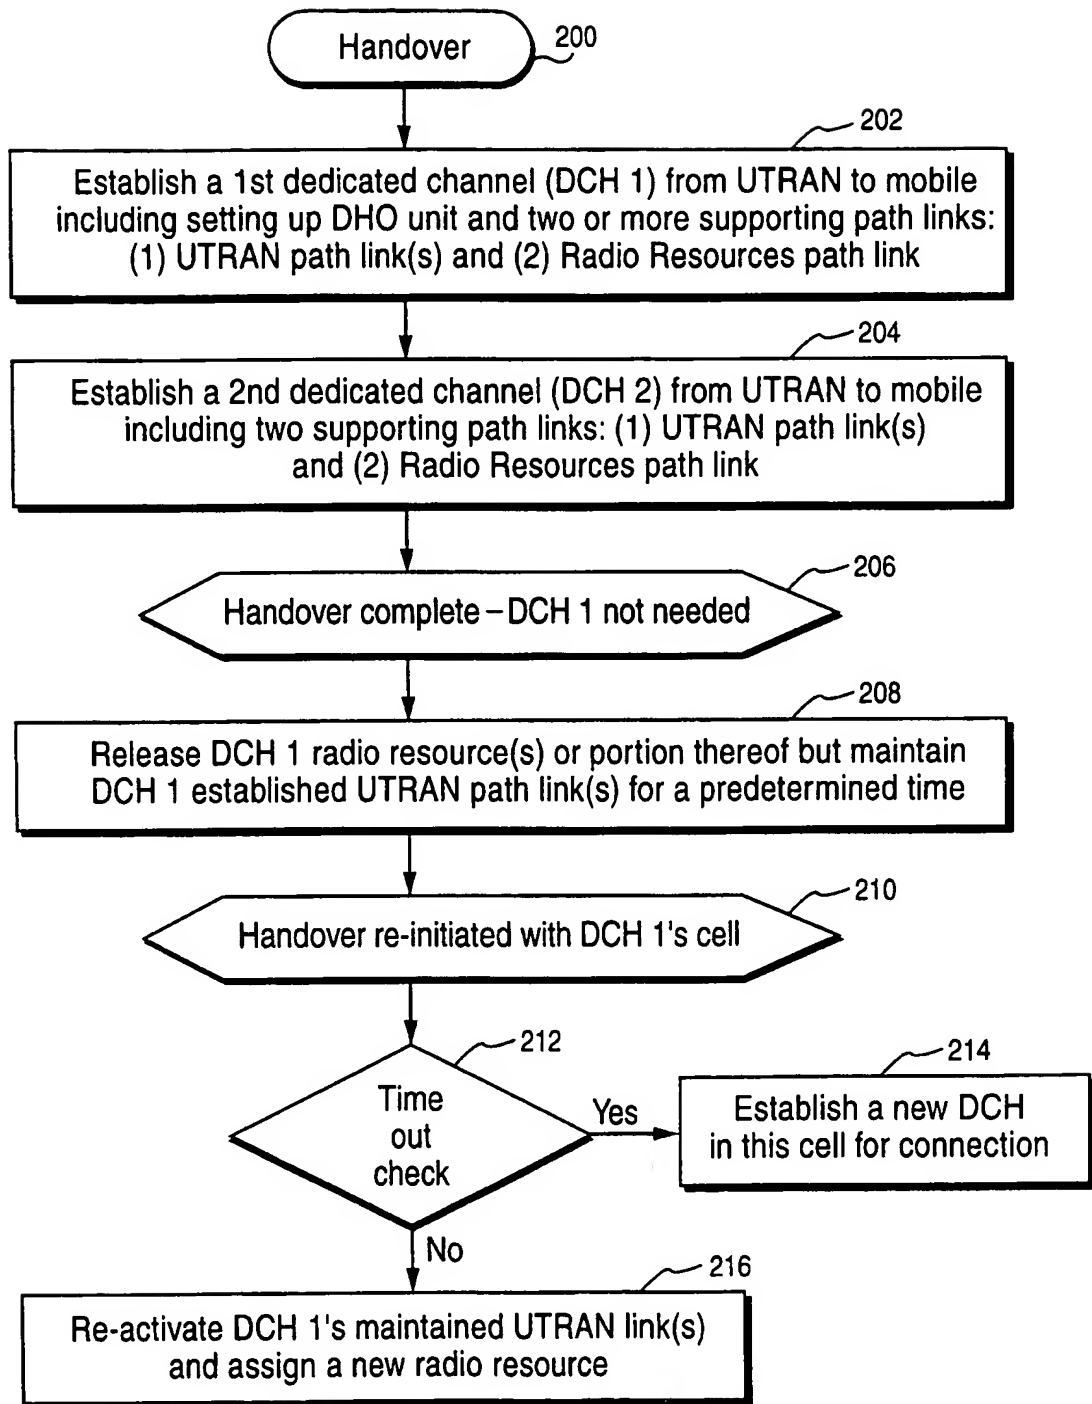 Handover
200
202
Establish a 1st dedicated channel (DCH 1) from UTRAN to mobile
including setting up DHO unit and two or more supporting path links:
(1) UTRAN path link(s) and (2) Radio Resources path link
204
Establish a 2nd dedicated channel (DCH 2) from UTRAN to mobile
including two supporting path links: (1) UTRAN path link(s)
and (2) Radio Resources path link
206
Handover complete – DCH 1 not needed
208
Release DCH 1 radio resource(s) or portion thereof but maintain
DCH 1 established UTRAN path link(s) for a predetermined time
210
Handover re-initiated with DCH 1's cell
212
Time
out
check
Yes
214
Establish a new DCH
in this cell for connection
No
216
Re-activate DCH 1's maintained UTRAN link(s)
and assign a new radio resource